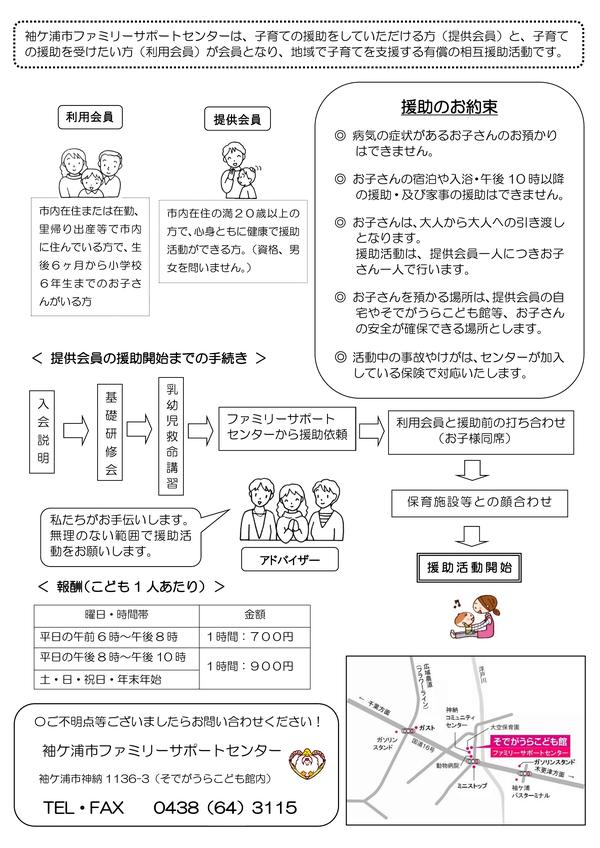 袖ケ浦市ファミリーサポートセンターは、子育ての援助をしていただける方（提供会員）と、子育て
の援助を受けたい方（利用会員）が会員となり、地域で子育てを支援する有償の相互援助活動です。
利用会員
提供会員
市内在住または在勤、
里帰り出産等で市内
に住んでいる方で、生
後６ヶ月から小学校
６年生までのお子さ
んがいる方
市内在住の満２０歳以上の
方で、心身ともに健康で援助
活動ができる方。（資格、男
女を問いません。）
援助のお約束
◎ 病気の症状があるお子さんのお預かり
はできません。
◎ お子さんの宿泊や入浴・午後 10 時以降
の援助・及び家事の援助はできません。
◎ お子さんは、大人から大人への引き渡し
となります。
援助活動は、提供会員一人につきお子
さん一人で行います。
◎ お子さんを預かる場所は、提供会員の自
宅やそでがうらこども館等、お子さん
の安全が確保できる場所とします。
◎ 活動中の事故やけがは、センターが加入
している保険で対応いたします。
＜ 提供会員の援助開始までの手続き ＞
入会説明
基礎研修会
乳幼児救命講習
ファミリーサポート
センターから援助依頼
利用会員と援助前の打ち合わせ
（お子様同席）
保育施設等との顔合わせ
援助活動開始
私たちがお手伝いします。
無理のない範囲で援助活
動をお願いします。
アドバイザー
＜ 報酬（こども１人あたり） ＞
曜日・時間帯 金額
平日の午前６時～午後８時 １時間：７００円
平日の午後８時～午後 10 時 １時間：９００円
土・日・祝日・年末年始
〇ご不明点等ございましたらお問い合わせください！
袖ケ浦市ファミリーサポートセンター
袖ケ浦市神納 1136-3（そでがうらこども館内）
TEL・FAX 0438（64）3115
広域農道
（フラワーライン）
浮戸川
← 千葉方面
ガスト
神納
コミュニティ
センター
大空保育園
ガソリン
スタンド
国道16号
そでがうらこども館
ファミリーサポートセンター
動物病院
ガソリンスタンド
木更津方面 →
ミニストップ
袖ケ浦
バスターミナル